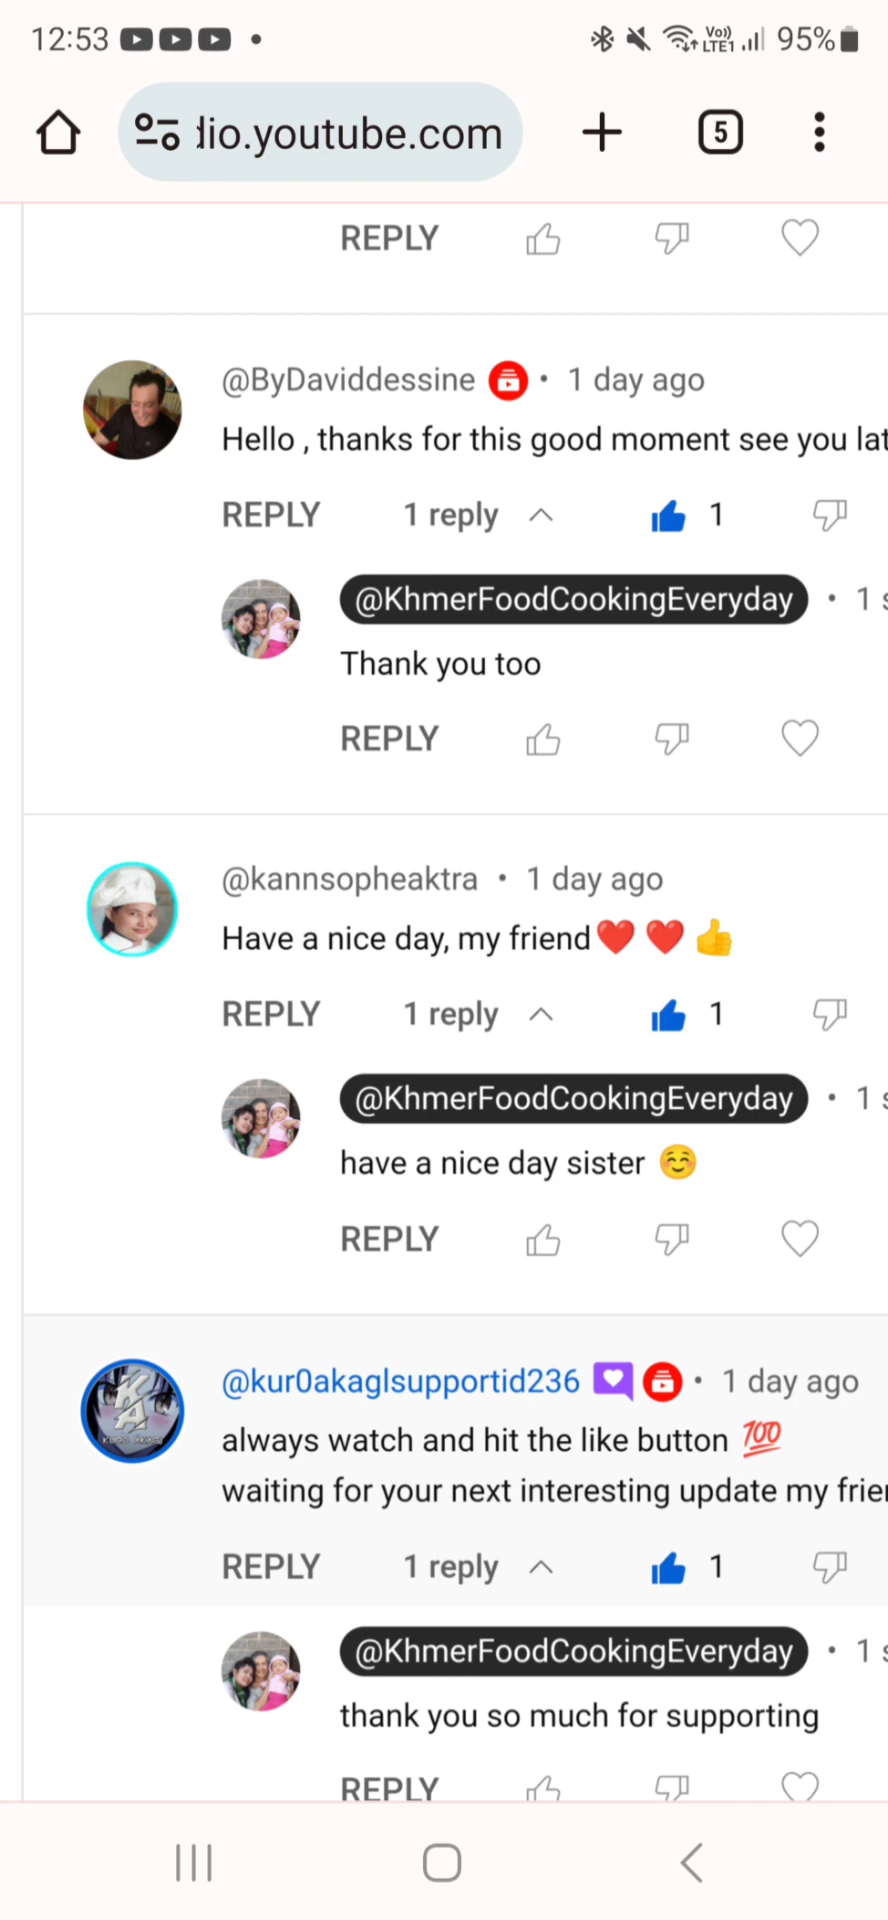 12:53 Vo)) LTE1 95%
dio.youtube.com 5
REPLY
@ByDaviddessine • 1 day ago
Hello , thanks for this good moment see you lat
REPLY 1 reply 1
@KhmerFoodCookingEveryday • 1 s
Thank you too
REPLY
@kannsopheaktra • 1 day ago
Have a nice day, my friend❤️❤️👍
REPLY 1 reply 1
@KhmerFoodCookingEveryday • 1 s
have a nice day sister ☺️
REPLY
@kur0akaglsupportid236 • 1 day ago
always watch and hit the like button 💯
waiting for your next interesting update my frie
REPLY 1 reply 1
@KhmerFoodCookingEveryday • 1 s
thank you so much for supporting
REPLY